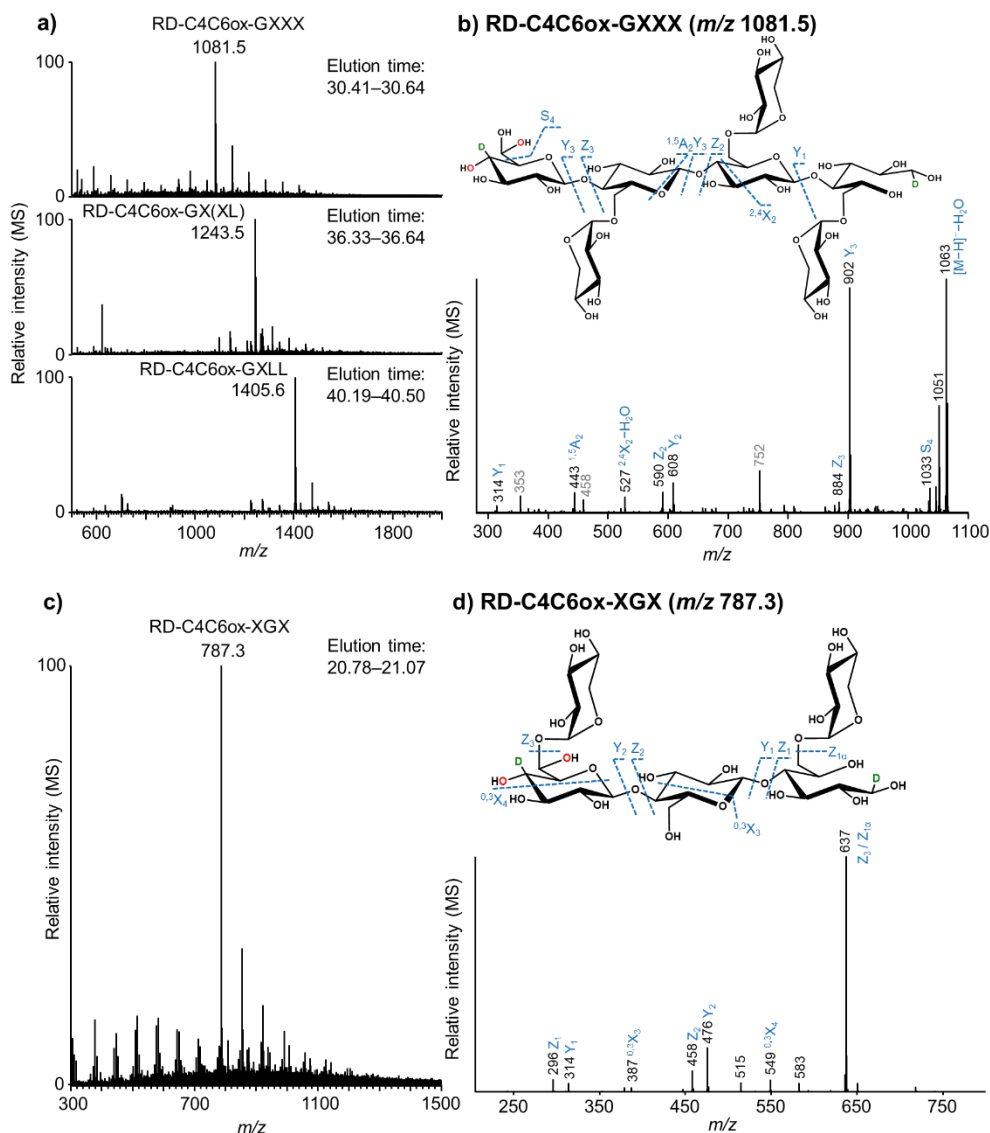 a)
RD-C4C6ox-GXXX
1081.5
Elution time:
30.41–30.64
100
0
RD-C4C6ox-GX(XL)
1243.5
Elution time:
36.33–36.64
100
0
RD-C4C6ox-GXLL
1405.6
Elution time:
40.19–40.50
100
0
Relative intensity (MS)
600 1000 1400 1800
m/z
b) RD-C4C6ox-GXXX (m/z 1081.5)
S4
Y3 Z3
1,5A2 Y3 Z2
2,4X2
Y1
D
D
Relative intensity (MS)
314 Y1
353
443 1,5A2
458
527 2,4X2−H2O
590 Z2
608 Y2
752
884 Z3
902 Y3
1033 S4
1051
1063 [M−H]−−H2O
300 400 500 600 700 800 900 1000 1100
m/z
c)
RD-C4C6ox-XGX
787.3
Elution time:
20.78–21.07
100
0
Relative intensity (MS)
300 700 1100 1500
m/z
d) RD-C4C6ox-XGX (m/z 787.3)
Z3
Y2 Z2
Y1 Z1
Z1α
0,3X4
0,3X3
D
D
Relative intensity (MS)
296 Z1
314 Y1
387 0,3X3
458 Z2
476 Y2
515
549 0,3X4
583
637 Z3 / Z1α
250 350 450 550 650 750
m/z